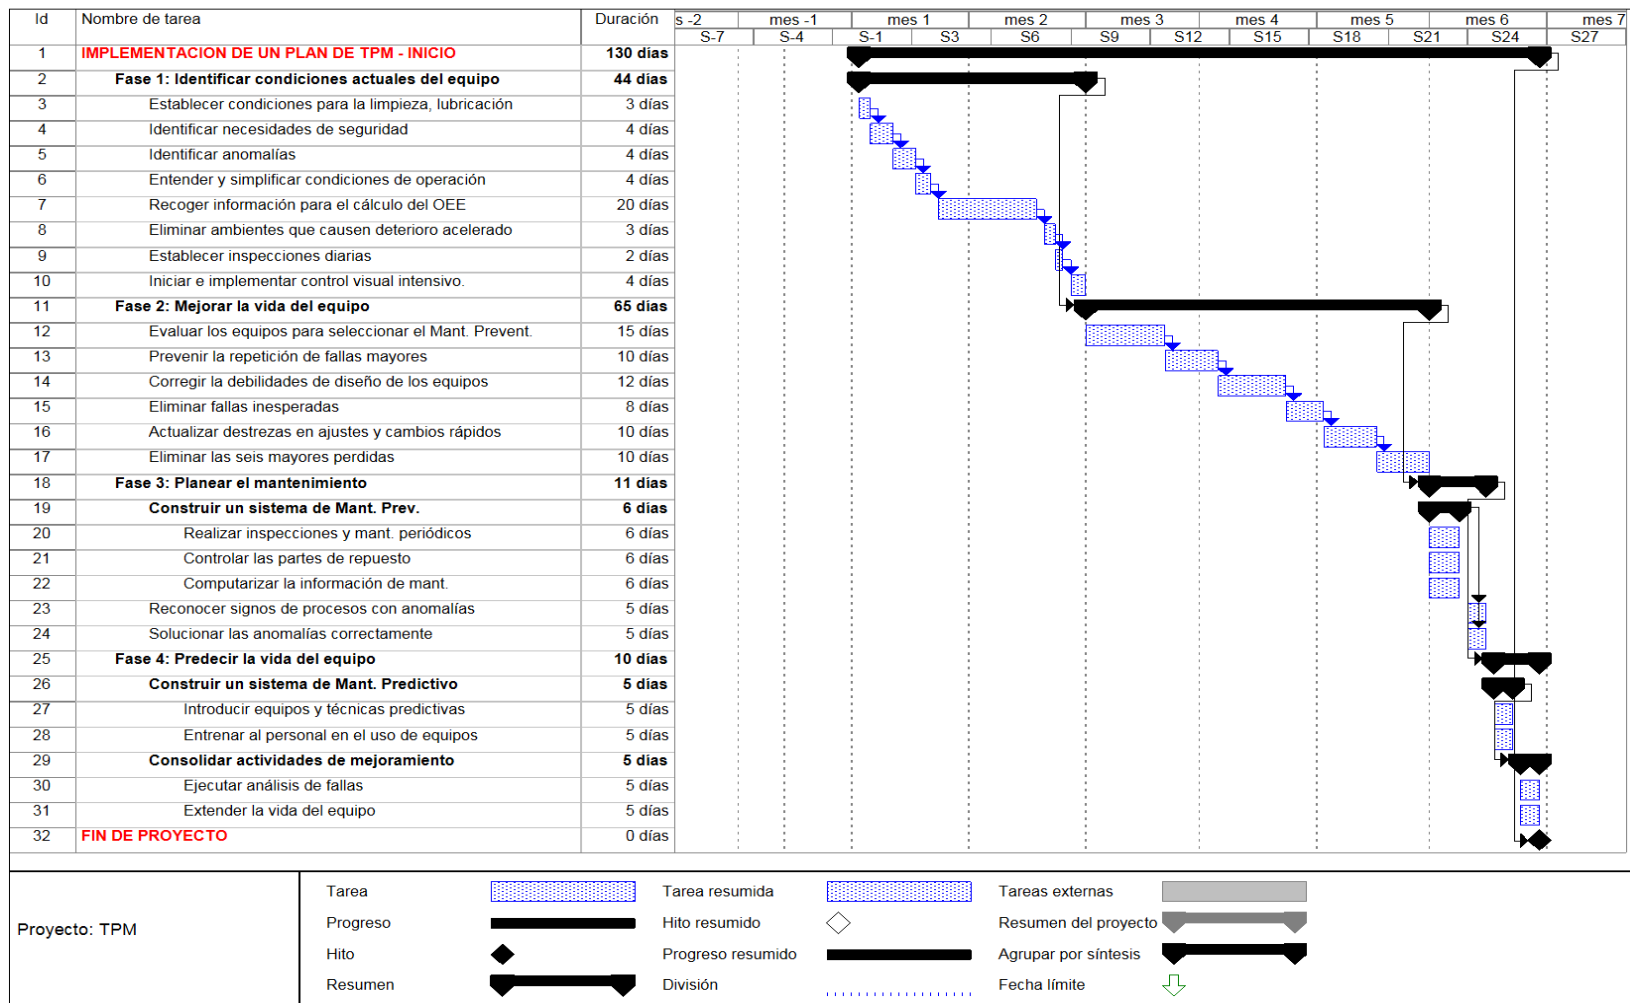 Id Nombre de tarea Duración s -2 mes -1 mes 1 mes 2 mes 3 mes 4 mes 5 mes 6 mes 7
S-7 S-4 S-1 S3 S6 S9 S12 S15 S18 S21 S24 S27
1 IMPLEMENTACION DE UN PLAN DE TPM - INICIO 130 días
2 Fase 1: Identificar condiciones actuales del equipo 44 días
3 Establecer condiciones para la limpieza, lubricación 3 días
4 Identificar necesidades de seguridad 4 días
5 Identificar anomalías 4 días
6 Entender y simplificar condiciones de operación 4 días
7 Recoger información para el cálculo del OEE 20 días
8 Eliminar ambientes que causen deterioro acelerado 3 días
9 Establecer inspecciones diarias 2 días
10 Iniciar e implementar control visual intensivo. 4 días
11 Fase 2: Mejorar la vida del equipo 65 días
12 Evaluar los equipos para seleccionar el Mant. Prevent. 15 días
13 Prevenir la repetición de fallas mayores 10 días
14 Corregir la debilidades de diseño de los equipos 12 días
15 Eliminar fallas inesperadas 8 días
16 Actualizar destrezas en ajustes y cambios rápidos 10 días
17 Eliminar las seis mayores perdidas 10 días
18 Fase 3: Planear el mantenimiento 11 días
19 Construir un sistema de Mant. Prev. 6 días
20 Realizar inspecciones y mant. periódicos 6 días
21 Controlar las partes de repuesto 6 días
22 Computarizar la información de mant. 6 días
23 Reconocer signos de procesos con anomalías 5 días
24 Solucionar las anomalías correctamente 5 días
25 Fase 4: Predecir la vida del equipo 10 días
26 Construir un sistema de Mant. Predictivo 5 días
27 Introducir equipos y técnicas predictivas 5 días
28 Entrenar al personal en el uso de equipos 5 días
29 Consolidar actividades de mejoramiento 5 días
30 Ejecutar análisis de fallas 5 días
31 Extender la vida del equipo 5 días
32 FIN DE PROYECTO 0 días
Proyecto: TPM
Tarea Tarea resumida Tareas externas
Progreso Hito resumido Resumen del proyecto
Hito Progreso resumido Agrupar por síntesis
Resumen División Fecha límite